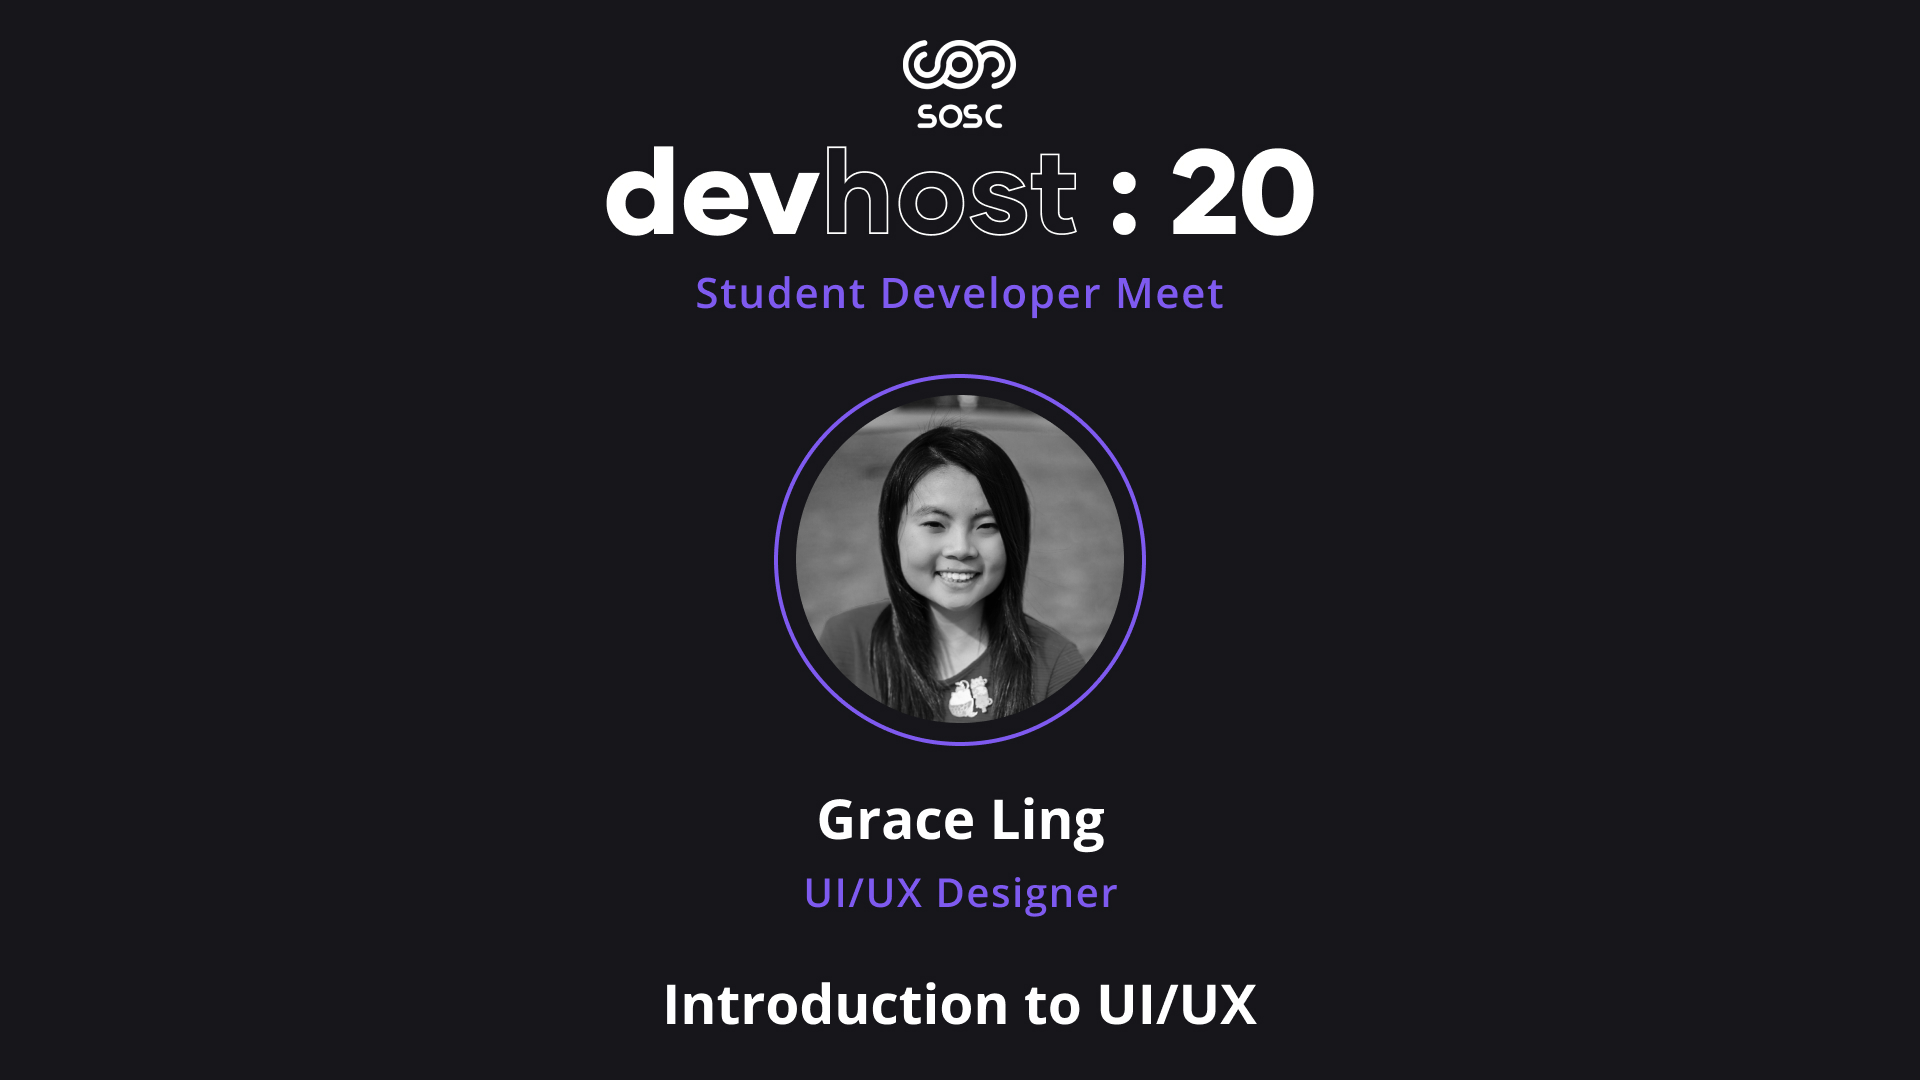 SOSC
devhost : 20
Student Developer Meet
Grace Ling
UI/UX Designer
Introduction to UI/UX